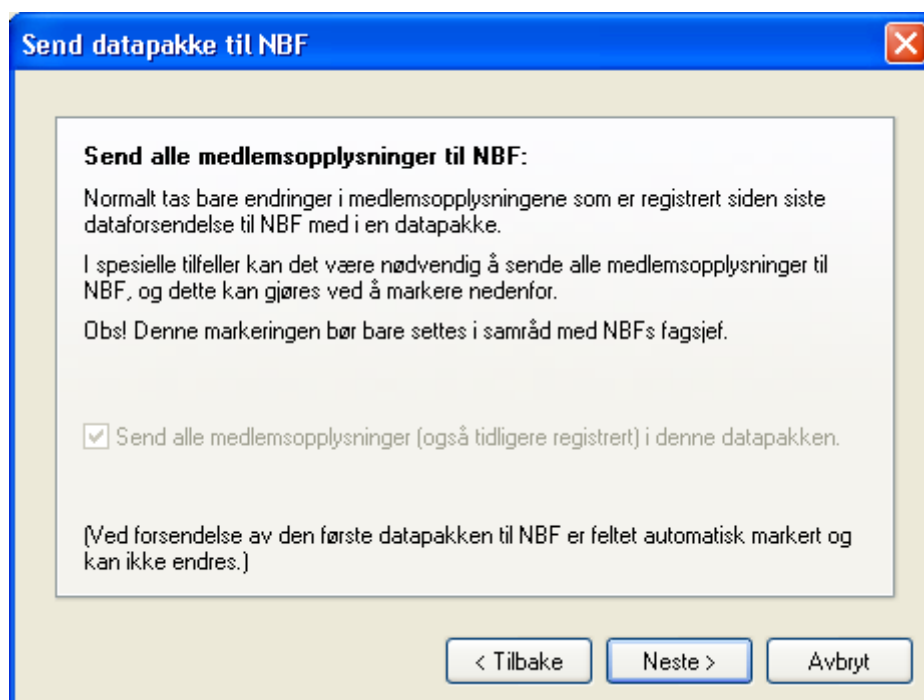 Send datapakke til NBF
Send alle medlemsopplysninger til NBF:
Normalt tas bare endringer i medlemsopplysningene som er registrert siden siste
dataforsendelse til NBF med i en datapakke.
I spesielle tilfeller kan det være nødvendig å sende alle medlemsopplysninger til
NBF, og dette kan gjøres ved å markere nedenfor.
Obs! Denne markeringen bør bare settes i samråd med NBFs fagsjef.
Send alle medlemsopplysninger (også tidligere registrert) i denne datapakken.
(Ved forsendelse av den første datapakken til NBF er feltet automatisk markert og
kan ikke endres.)
< Tilbake Neste > Avbryt